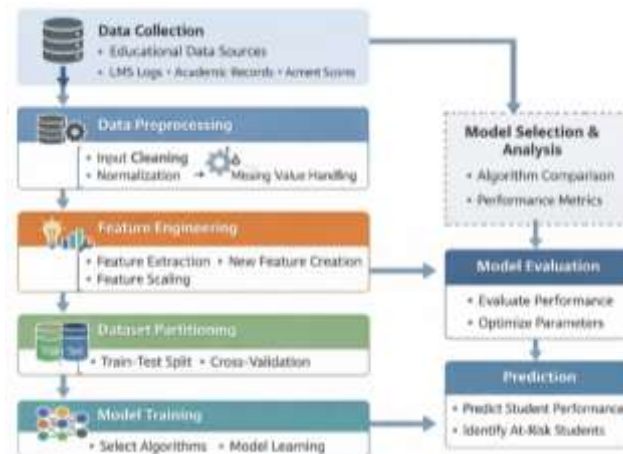 Data Collection
• Educational Data Sources
• LMS Logs • Academic Records • Scores
Data Preprocessing
• Input Cleaning
• Normalization → Missing Value Handling
Feature Engineering
• Feature Extraction • New Feature Creation
• Feature Scaling
Dataset Partitioning
• Train-Test Split • Cross-Validation
Model Training
• Select Algorithms • Model Learning
Model Selection &
Analysis
• Algorithm Comparison
• Performance Metrics
Model Evaluation
• Evaluate Performance
• Optimize Parameters
Prediction
• Predict Student Performance
• Identify At-Risk Students